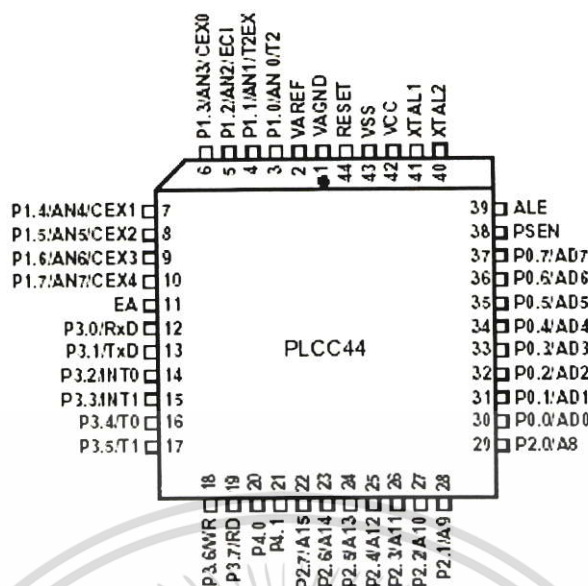 P1.3/AN3/CEX0
P1.2/AN2/ECI
P1.1/AN1/T2EX
P1.0/AN 0/T2
VAREF
VAGND
RESET
VSS
VCC
XTAL1
XTAL2
6 5 4 3 2 1 44 43 42 41 40
P1.4/AN4/CEX1 7
P1.5/AN5/CEX2 8
P1.6/AN6/CEX3 9
P1.7/AN7/CEX4 10
EA 11
P3.0/RxD 12
P3.1/TxD 13
P3.2/INT0 14
P3.3/INT1 15
P3.4/T0 16
P3.5/T1 17
PLCC44
39 ALE
38 PSEN
37 P0.7/AD7
36 P0.6/AD6
35 P0.5/AD5
34 P0.4/AD4
33 P0.3/AD3
32 P0.2/AD2
31 P0.1/AD1
30 P0.0/AD0
29 P2.0/A8
18 19 20 21 22 23 24 25 26 27 28
P3.6/WR
P3.7/RD
P4.0
P4.1
P2.7/A15
P2.6/A14
P2.5/A13
P2.4/A12
P2.3/A11
P2.2/A10
P2.1/A9